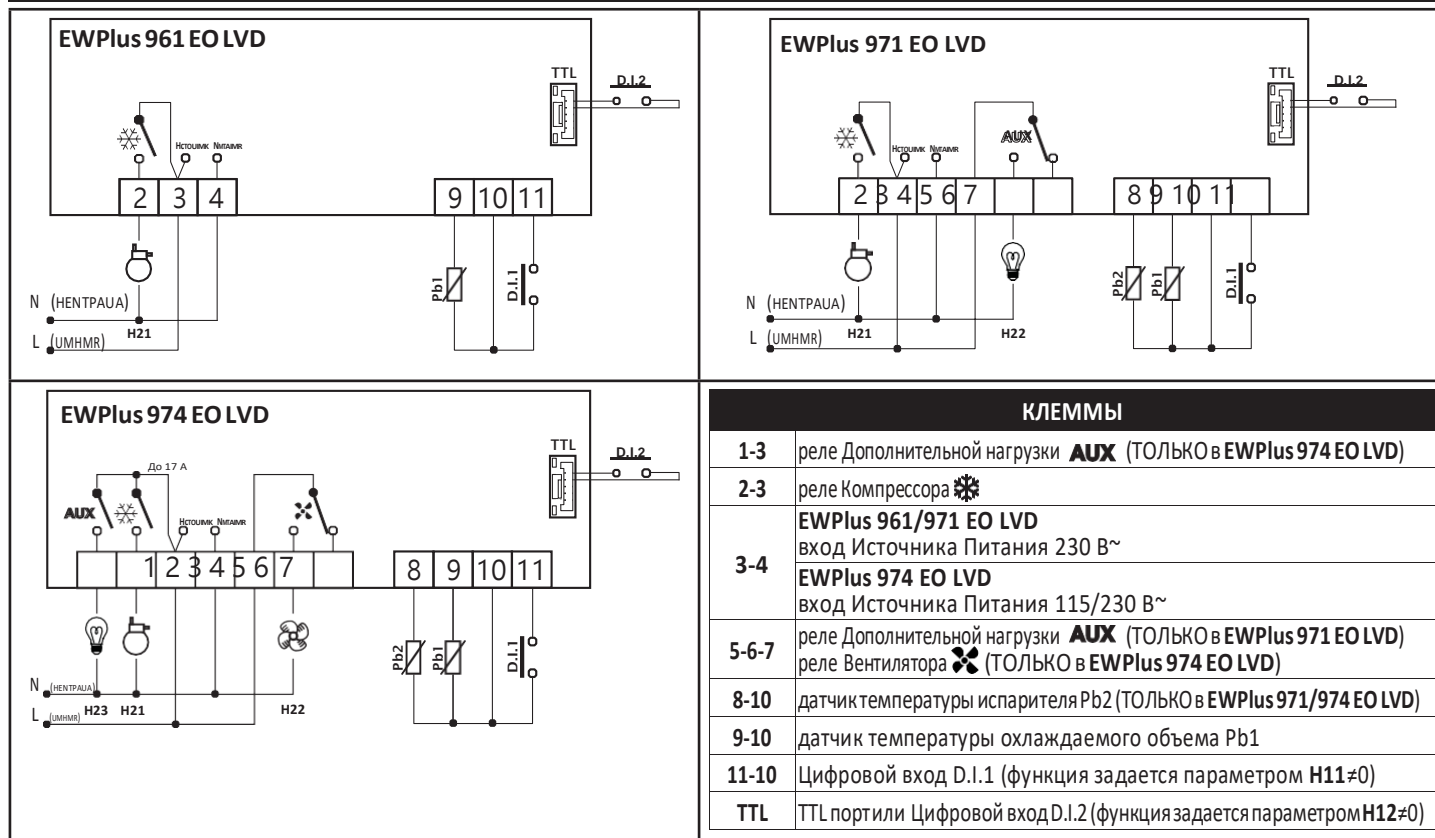 EWPlus 961 EO LVD
TTL
D.I.2
Нстоuимк NмтаимR
2 3 4
9 10 11
Pb1
D.I.1
N (HENTPAUA)
H21
L (UMHMR)
EWPlus 971 EO LVD
TTL
D.I.2
AUX
Нстоuимк NмтаимR
2 3 4 5 6 7
8 9 10 11
Pb2
Pb1
D.I.1
N (HENTPAUA)
H21
H22
L (UMHMR)
EWPlus 974 EO LVD
TTL
D.I.2
До 17 А
AUX
Нстоuимк NмтаимR
1 2 3 4 5 6 7
8 9 10 11
Pb2
Pb1
D.I.1
N (HENTPAUA)
H23 H21
H22
L (UMHMR)
КЛЕММЫ
1-3 реле Дополнительной нагрузки AUX (ТОЛЬКО в EWPlus 974 EO LVD)
2-3 реле Компрессора
3-4
EWPlus 961/971 EO LVD
вход Источника Питания 230 В~
EWPlus 974 EO LVD
вход Источника Питания 115/230 В~
5-6-7
реле Дополнительной нагрузки AUX (ТОЛЬКО в EWPlus 971 EO LVD)
реле Вентилятора (ТОЛЬКО в EWPlus 974 EO LVD)
8-10 датчик температуры испарителя Pb2 (ТОЛЬКО в EWPlus 971/974 EO LVD)
9-10 датчик температуры охлаждаемого объема Pb1
11-10 Цифровой вход D.I.1 (функция задается параметром H11≠0)
TTL TTL порт или Цифровой вход D.I.2 (функция задается параметром H12≠0)